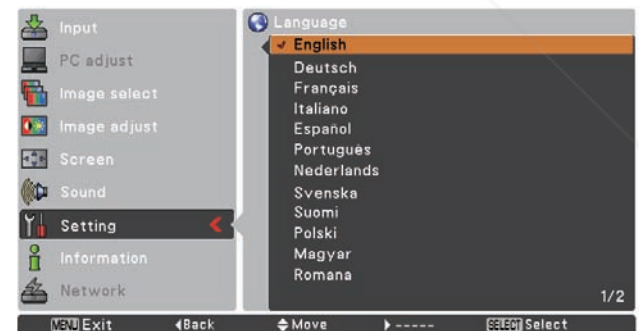 Input
PC adjust
Image select
Image adjust
Screen
Sound
Setting
Information
Network
Language
English
Deutsch
Français
Italiano
Español
Português
Nederlands
Svenska
Suomi
Polski
Magyar
Romana
1/2
MENU Exit
Back
Move
-----
SELECT Select